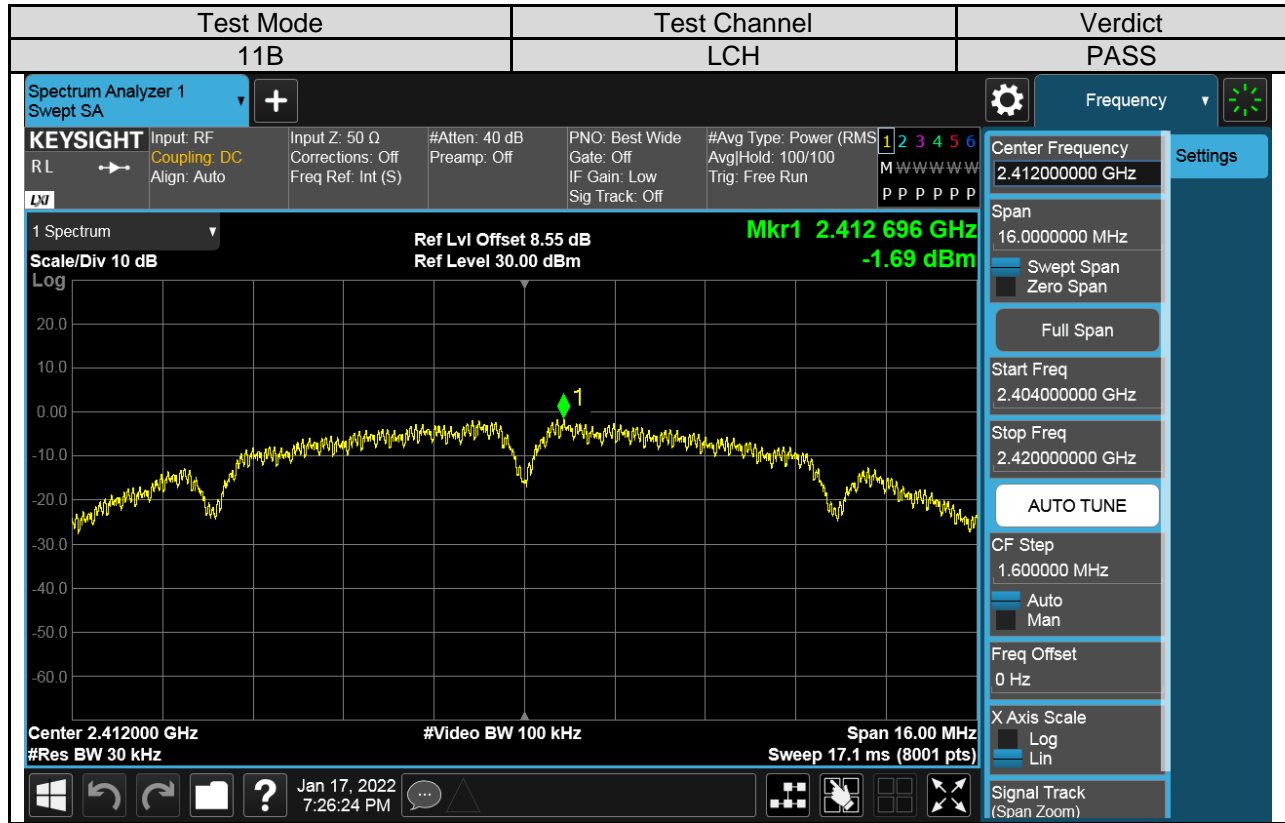 Test Mode Test Channel Verdict
11B LCH PASS
Spectrum Analyzer 1
Swept SA
+
Frequency
KEYSIGHT
RL
LXI
Input: RF
Coupling: DC
Align: Auto
Input Z: 50 Ω
Corrections: Off
Freq Ref: Int (S)
#Atten: 40 dB
Preamp: Off
PNO: Best Wide
Gate: Off
IF Gain: Low
Sig Track: Off
#Avg Type: Power (RMS
Avg|Hold: 100/100
Trig: Free Run
1 2 3 4 5 6
M W W W W W
P P P P P P
1 Spectrum
Scale/Div 10 dB
Ref Lvl Offset 8.55 dB
Ref Level 30.00 dBm
Mkr1 2.412 696 GHz
-1.69 dBm
Log
20.0
10.0
0.00
-10.0
-20.0
-30.0
-40.0
-50.0
-60.0
1
Center 2.412000 GHz
#Res BW 30 kHz
#Video BW 100 kHz
Span 16.00 MHz
Sweep 17.1 ms (8001 pts)
Center Frequency
2.412000000 GHz
Settings
Span
16.0000000 MHz
Swept Span
Zero Span
Full Span
Start Freq
2.404000000 GHz
Stop Freq
2.420000000 GHz
AUTO TUNE
CF Step
1.600000 MHz
Auto
Man
Freq Offset
0 Hz
X Axis Scale
Log
Lin
Signal Track
(Span Zoom)
?
Jan 17, 2022
7:26:24 PM